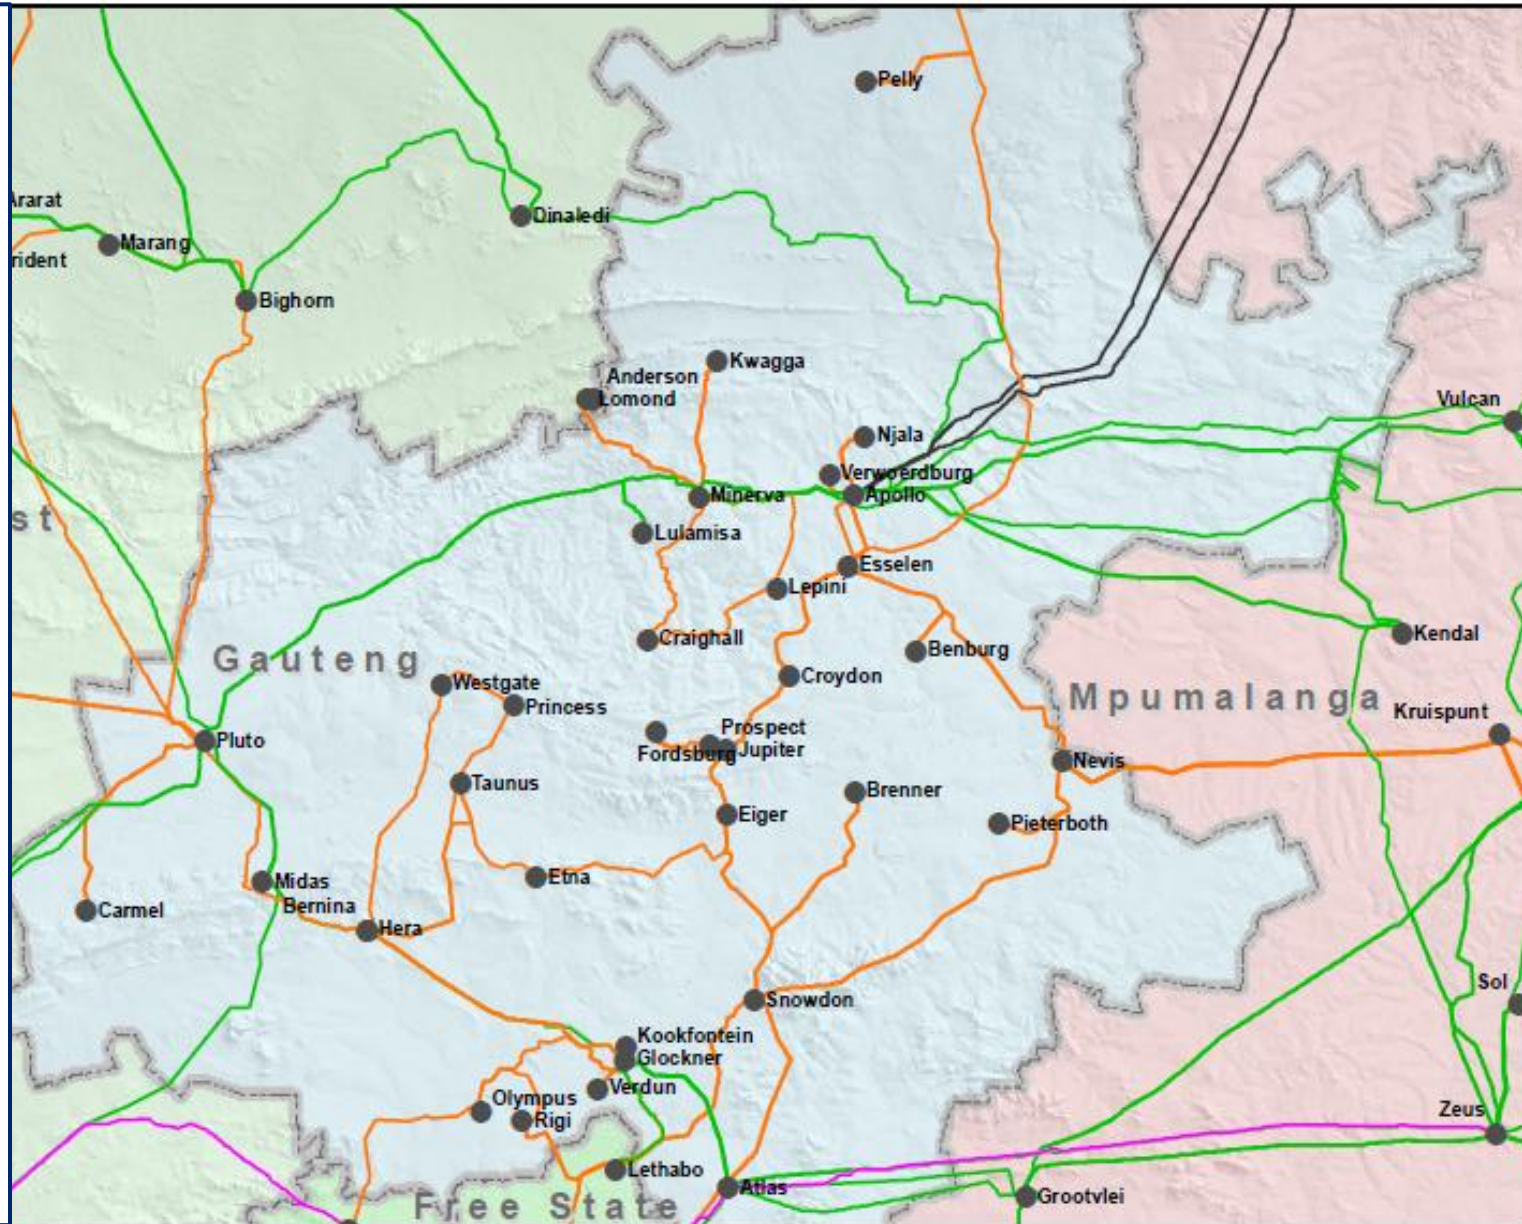 Pelly
Ararat
Marang
Dinaledi
rident
Bighorn
Kwagga
Anderson
Lomond
Vulcan
Njala
Verwoerdburg
Minerva
Apollo
st
Lulamisa
Esselen
Lepini
Kendal
Craighall
Benburg
Gauteng
Croydon
Westgate
Princess
Mpumalanga
Kruispunt
Pluto
Prospect
Fordsburg
Jupiter
Nevis
Taunus
Brenner
Eiger
Pieterboth
Etna
Midas
Bernina
Carmel
Hera
Sol
Snowdon
Kookfontein
Glockner
Verdun
Olympus
Rigi
Zeus
Lethabo
Atlas
Grootvlei
Free State